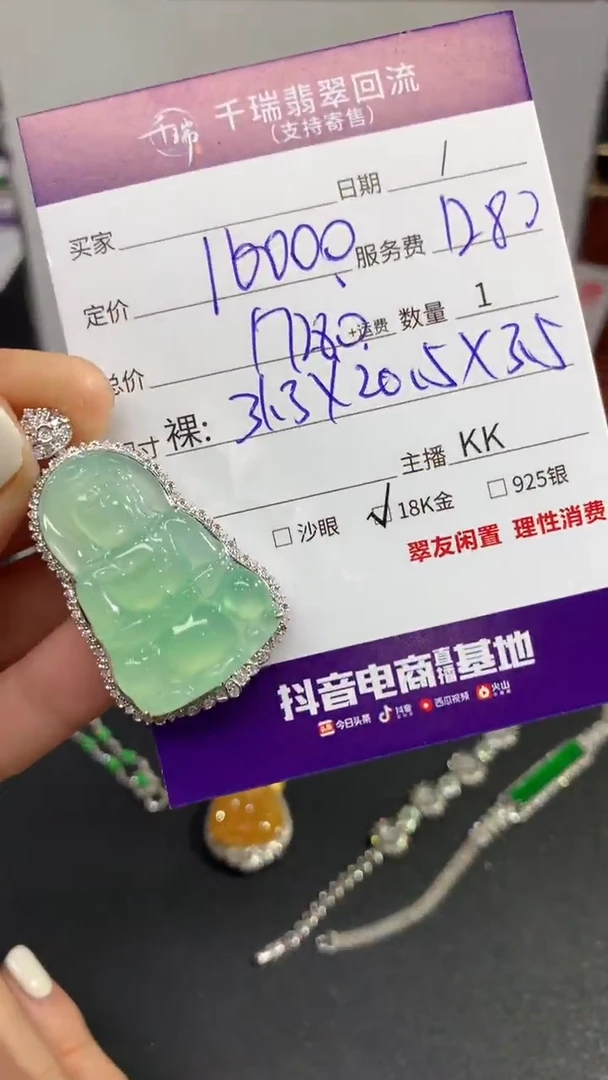 千瑞 千瑞翡翠回流
(支持寄售)
日期 /
买家
定价 16000 服务费 1280
总价 17280 +运费 数量 1
寸 裸: 31.3X20.5X3.5
主播 KK
□沙眼 ☑18K金 □925银
翠友闲置 理性消费
抖音电商直播基地
今日头条 抖音 西瓜视频 火山